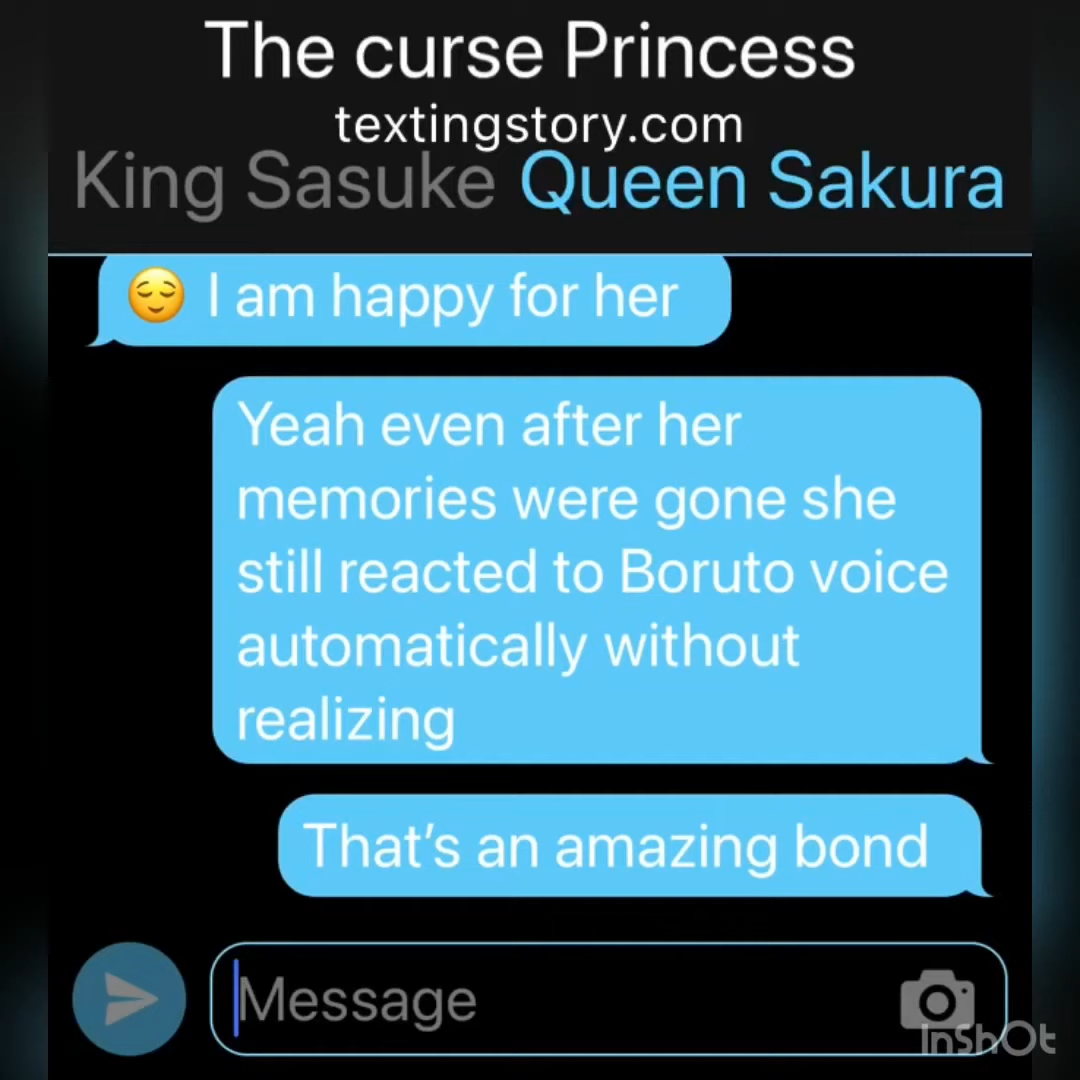 The curse Princess
textingstory.com
King Sasuke Queen Sakura
😌 I am happy for her
Yeah even after her
memories were gone she
still reacted to Boruto voice
automatically without
realizing
That’s an amazing bond
Message
InShOt